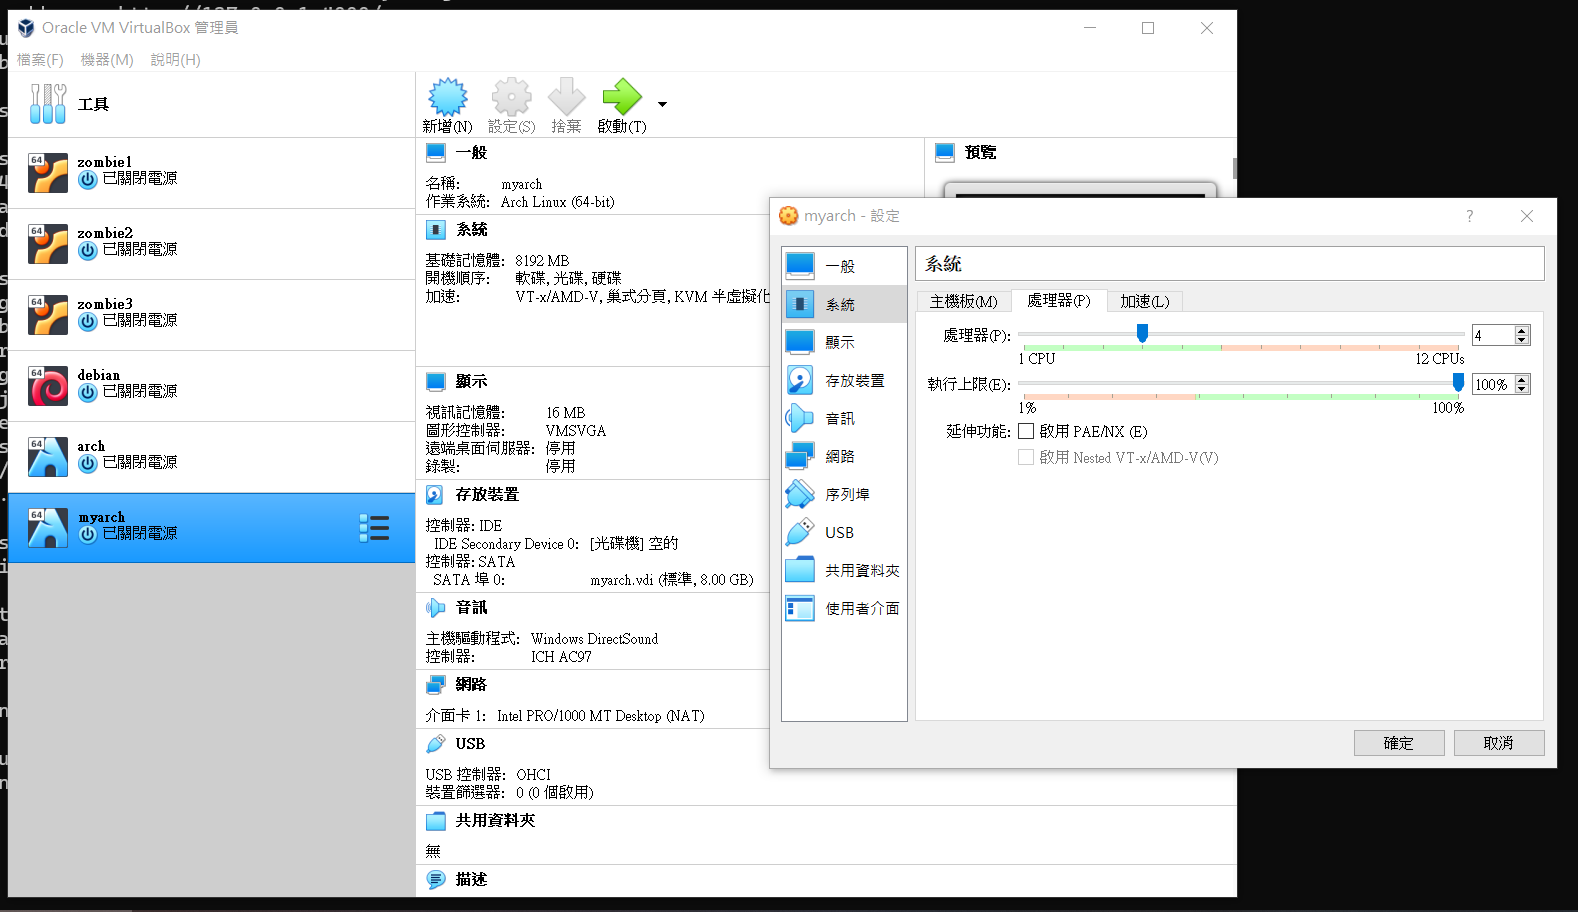 Oracle VM VirtualBox 管理員
檔案(F) 機器(M) 說明(H)
工具
新增(N) 設定(S) 捨棄 啟動(T)
64 zombie1
已關閉電源
64 zombie2
已關閉電源
64 zombie3
已關閉電源
64 debian
已關閉電源
64 arch
已關閉電源
64 myarch
已關閉電源
一般
名稱: myarch
作業系統: Arch Linux (64-bit)
系統
基礎記憶體: 8192 MB
開機順序: 軟碟, 光碟, 硬碟
加速: VT-x/AMD-V, 巢式分頁, KVM 半虛擬化
顯示
視訊記憶體: 16 MB
圖形控制器: VMSVGA
遠端桌面伺服器: 停用
錄製: 停用
存放裝置
控制器: IDE
IDE Secondary Device 0: [光碟機] 空的
控制器: SATA
SATA 埠 0: myarch.vdi (標準, 8.00 GB)
音訊
主機驅動程式: Windows DirectSound
控制器: ICH AC97
網路
介面卡 1: Intel PRO/1000 MT Desktop (NAT)
USB
USB 控制器: OHCI
裝置篩選器: 0 (0 個啟用)
共用資料夾
無
描述
預覽
myarch - 設定
?
一般
系統
顯示
存放裝置
音訊
網路
序列埠
USB
共用資料夾
使用者介面
系統
主機板(M) 處理器(P) 加速(L)
處理器(P): 4
1 CPU 12 CPUs
執行上限(E): 100%
1% 100%
延伸功能: 啟用 PAE/NX (E)
啟用 Nested VT-x/AMD-V(V)
確定 取消